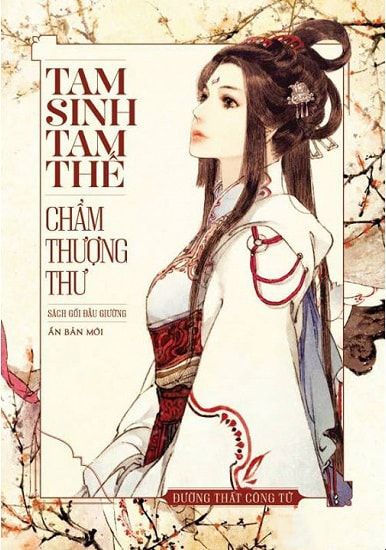 TAM
SINH
TAM
THẾ
CHẨM
THƯỢNG
THƯ
SÁCH GỐI ĐẦU GIƯỜNG
ẤN BẢN MỚI
ĐƯỜNG THẤT CÔNG TỬ